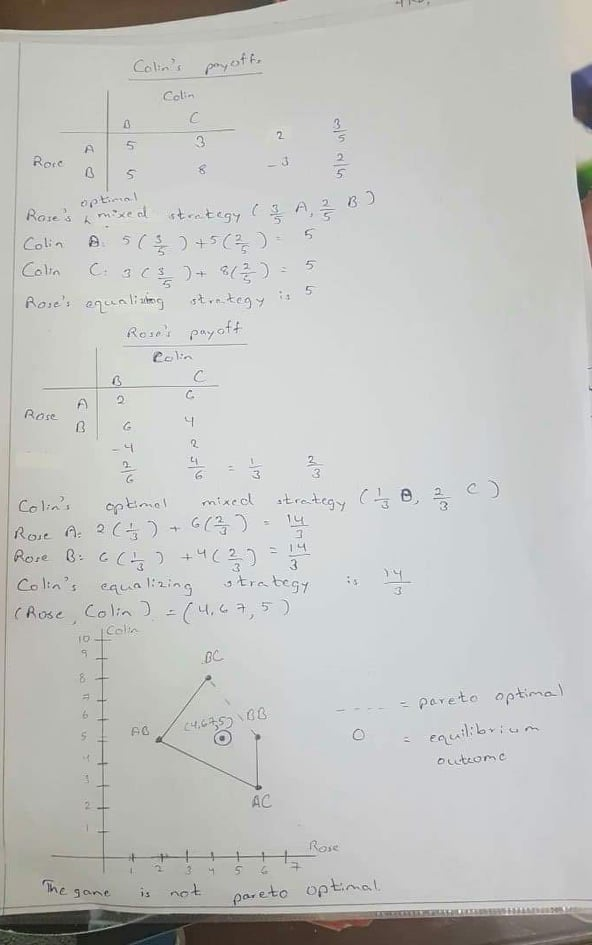 Colin's payoffs
Colin
B C
A 5 3 2 3/5
Rose
B 5 8 -3 2/5
Rose's optimal mixed strategy ( 3/5 A, 2/5 B )
Colin B: 5 ( 3/5 ) + 5 ( 2/5 ) = 5
Colin C: 3 ( 3/5 ) + 8 ( 2/5 ) = 5
Rose's equalizing strategy is 5
Rose's payoff
Colin
B C
A 2 6
Rose
B 6 4
-4 2
2/6 4/6 = 1/3 2/3
Colin's optimal mixed strategy ( 1/3 B, 2/3 C )
Rose A: 2 ( 1/3 ) + 6 ( 2/3 ) = 14/3
Rose B: 6 ( 1/3 ) + 4 ( 2/3 ) = 14/3
Colin's equalizing strategy is 14/3
(Rose, Colin) = (4,67, 5)
Colin
10
9
8
7
6
5
4
3
2
1
BC
AB
(4,67,5)
BB
AC
---- = pareto optimal
O = equilibrium
outcome
Rose
1 2 3 4 5 6 7
The game is not pareto optimal.